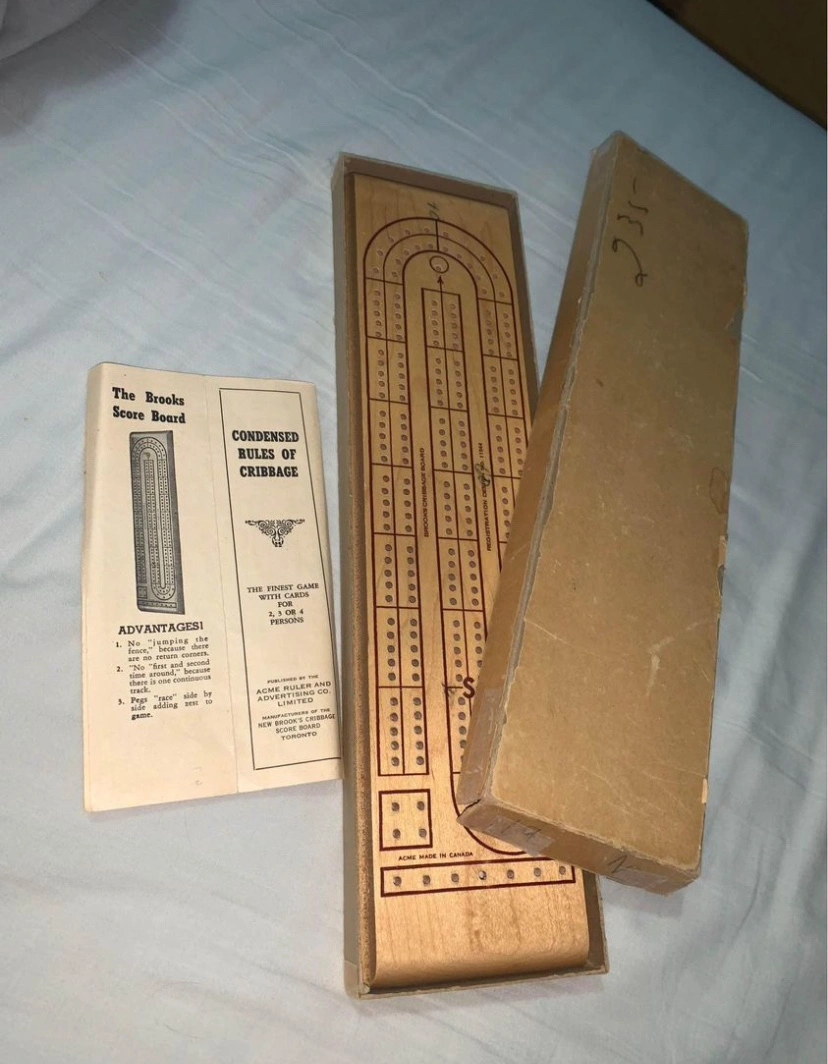 The Brooks
Score Board
ADVANTAGES!
1. No "jumping the
fence," because there
are no return corners.
2. "No "first and second
time around," because
there is one continuous
track.
3. Pegs "race" side by
side adding zest to
game.
CONDENSED
RULES OF
CRIBBAGE
THE FINEST GAME
WITH CARDS
FOR
2, 3 OR 4
PERSONS
PUBLISHED BY THE
ACME RULER AND
ADVERTISING CO.
LIMITED
MANUFACTURERS OF THE
NEW BROOK'S CRIBBAGE
SCORE BOARD
TORONTO
BROOKS CRIBBAGE BOARD
REGISTRATION
11984
S
ACME MADE IN CANADA
235-